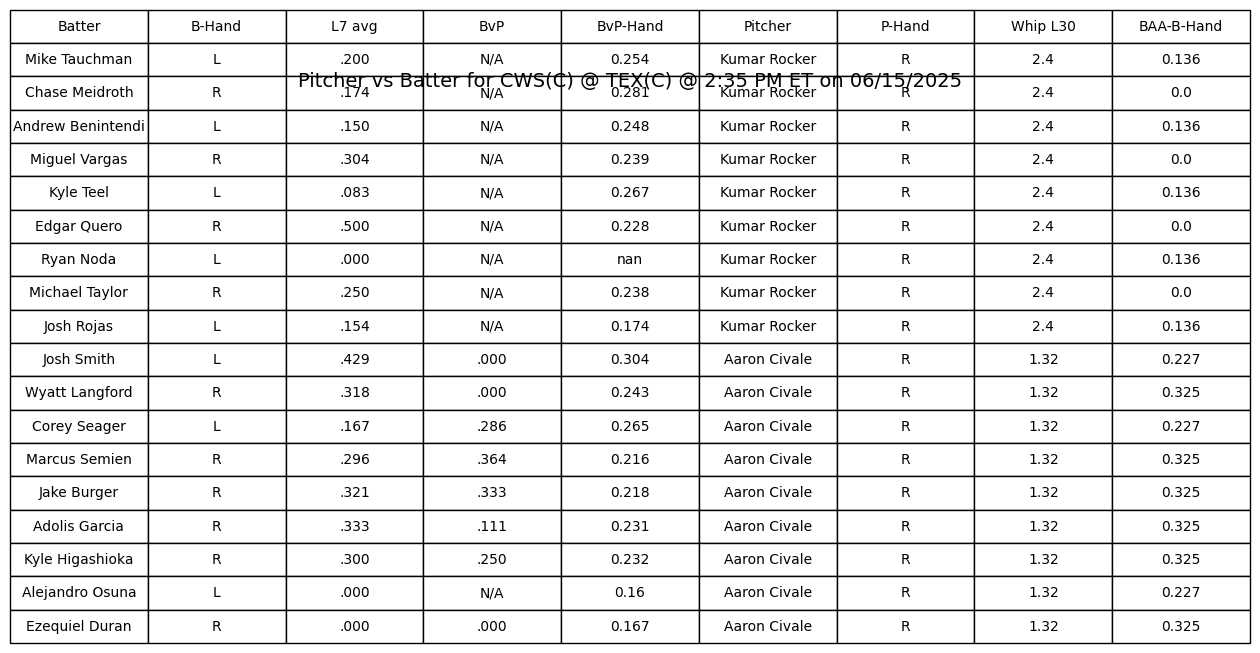 Batter B-Hand L7 avg BvP BvP-Hand Pitcher P-Hand Whip L30 BAA-B-Hand
Mike Tauchman L .200 N/A 0.254 Kumar Rocker R 2.4 0.136
Pitcher vs Batter for CWS(C) @ TEX(C) @ 2:35 PM ET on 06/15/2025
Chase Meidroth R .174 N/A 0.281 Kumar Rocker R 2.4 0.0
Andrew Benintendi L .150 N/A 0.248 Kumar Rocker R 2.4 0.136
Miguel Vargas R .304 N/A 0.239 Kumar Rocker R 2.4 0.0
Kyle Teel L .083 N/A 0.267 Kumar Rocker R 2.4 0.136
Edgar Quero R .500 N/A 0.228 Kumar Rocker R 2.4 0.0
Ryan Noda L .000 N/A nan Kumar Rocker R 2.4 0.136
Michael Taylor R .250 N/A 0.238 Kumar Rocker R 2.4 0.0
Josh Rojas L .154 N/A 0.174 Kumar Rocker R 2.4 0.136
Josh Smith L .429 .000 0.304 Aaron Civale R 1.32 0.227
Wyatt Langford R .318 .000 0.243 Aaron Civale R 1.32 0.325
Corey Seager L .167 .286 0.265 Aaron Civale R 1.32 0.227
Marcus Semien R .296 .364 0.216 Aaron Civale R 1.32 0.325
Jake Burger R .321 .333 0.218 Aaron Civale R 1.32 0.325
Adolis Garcia R .333 .111 0.231 Aaron Civale R 1.32 0.325
Kyle Higashioka R .300 .250 0.232 Aaron Civale R 1.32 0.325
Alejandro Osuna L .000 N/A 0.16 Aaron Civale R 1.32 0.227
Ezequiel Duran R .000 .000 0.167 Aaron Civale R 1.32 0.325